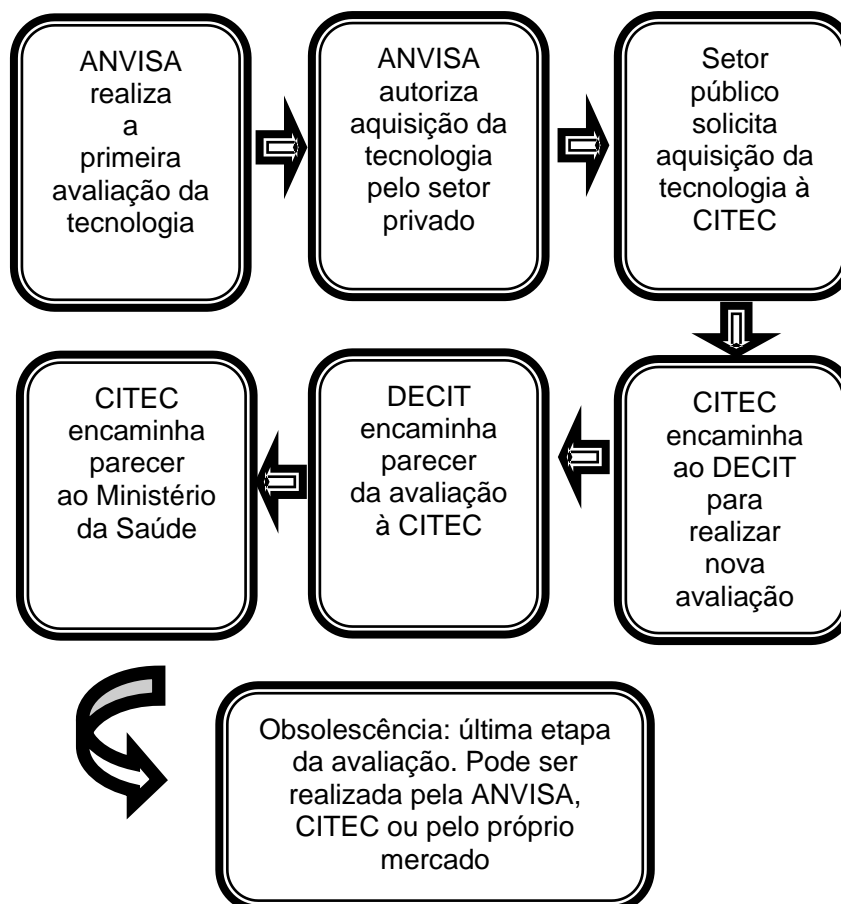 ANVISA
realiza
a
primeira
avaliação da
tecnologia
ANVISA
autoriza
aquisição da
tecnologia
pelo setor
privado
Setor
público
solicita
aquisição da
tecnologia à
CITEC
CITEC
encaminha
ao DECIT
para
realizar
nova
avaliação
DECIT
encaminha
parecer
da avaliação
à CITEC
CITEC
encaminha
parecer
ao Ministério
da Saúde
Obsolescência: última etapa
da avaliação. Pode ser
realizada pela ANVISA,
CITEC ou pelo próprio
mercado